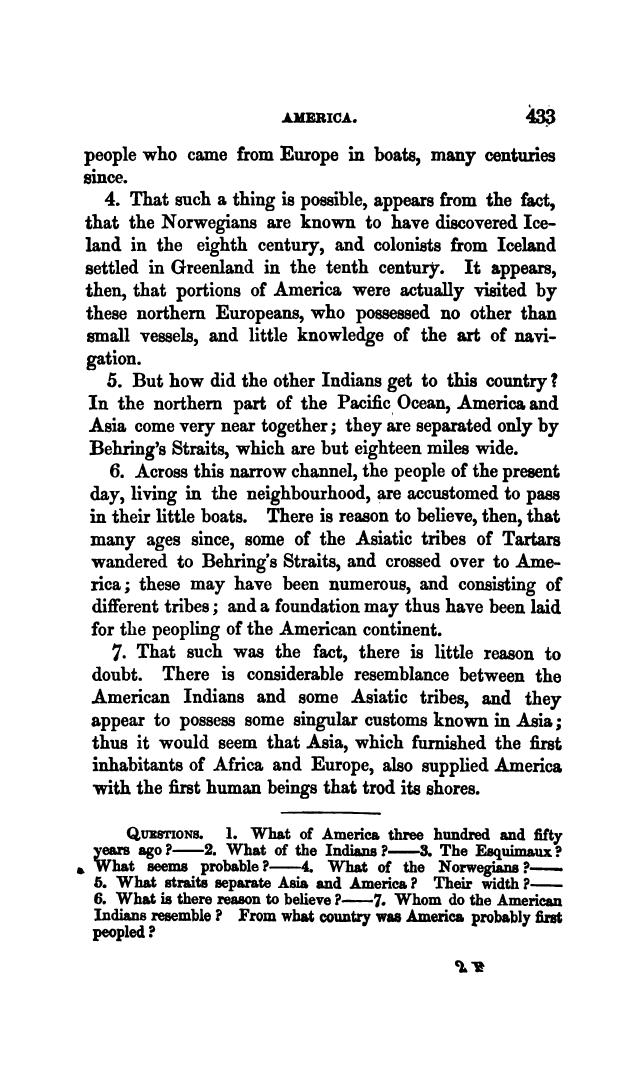 AMERICA. 433
people who came from Europe in boats, many centuries
since.
4. That such a thing is possible, appears from the fact,
that the Norwegians are known to have discovered Ice-
land in the eighth century, and colonists from Iceland
settled in Greenland in the tenth century. It appears,
then, that portions of America were actually visited by
these northern Europeans, who possessed no other than
small vessels, and little knowledge of the art of navi-
gation.
5. But how did the other Indians get to this country?
In the northern part of the Pacific Ocean, America and
Asia come very near together; they are separated only by
Behring's Straits, which are but eighteen miles wide.
6. Across this narrow channel, the people of the present
day, living in the neighbourhood, are accustomed to pass
in their little boats. There is reason to believe, then, that
many ages since, some of the Asiatic tribes of Tartars
wandered to Behring's Straits, and crossed over to Ame-
rica; these may have been numerous, and consisting of
different tribes; and a foundation may thus have been laid
for the peopling of the American continent.
7. That such was the fact, there is little reason to
doubt. There is considerable resemblance between the
American Indians and some Asiatic tribes, and they
appear to possess some singular customs known in Asia;
thus it would seem that Asia, which furnished the first
inhabitants of Africa and Europe, also supplied America
with the first human beings that trod its shores.
QUESTIONS. 1. What of America three hundred and fifty
years ago?—2. What of the Indians?—3. The Esquimaux?
What seems probable?—4. What of the Norwegians?—
5. What straits separate Asia and America? Their width?—
6. What is there reason to believe?—7. Whom do the American
Indians resemble? From what country was America probably first
peopled?